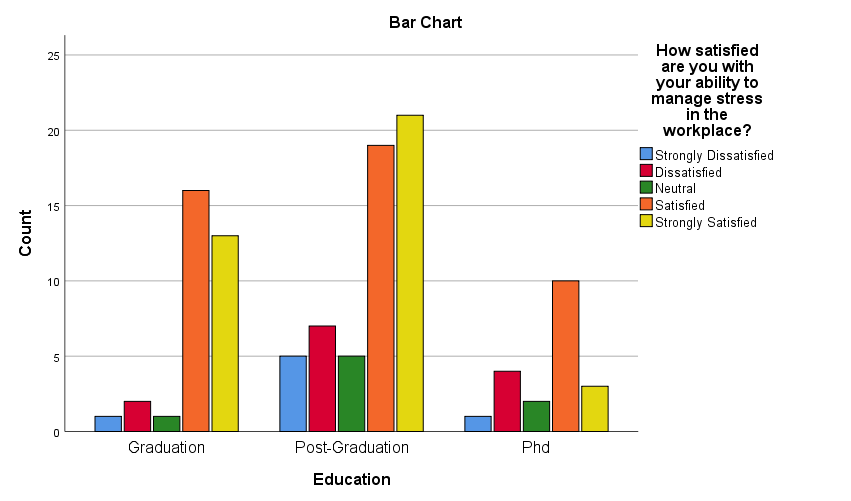 Bar Chart
25
20
15
10
5
0
Count
Graduation
Post-Graduation
Phd
Education
How satisfied
are you with
your ability to
manage stress
in the
workplace?
Strongly Dissatisfied
Dissatisfied
Neutral
Satisfied
Strongly Satisfied